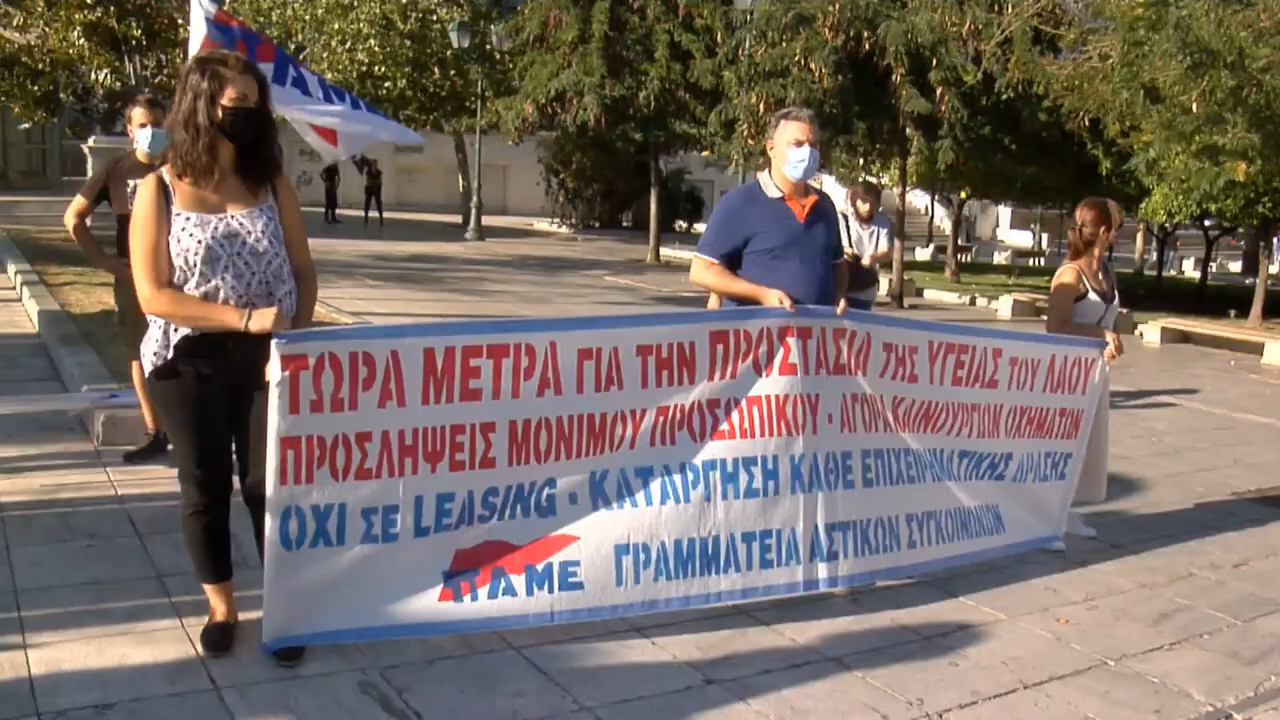 ΠΑΜΕ
ΤΩΡΑ ΜΕΤΡΑ ΓΙΑ ΤΗΝ ΠΡΟΣΤΑΣΙΑ ΤΗΣ ΥΓΕΙΑΣ ΤΟΥ ΛΑΟΥ
ΠΡΟΣΛΗΨΕΙΣ ΜΟΝΙΜΟΥ ΠΡΟΣΩΠΙΚΟΥ - ΑΓΟΡΑ ΚΑΙΝΟΥΡΓΙΩΝ ΟΧΗΜΑΤΩΝ
ΟΧΙ ΣΕ LEASING - ΚΑΤΑΡΓΗΣΗ ΚΑΘΕ ΕΠΙΧΕΙΡΗΜΑΤΙΚΗΣ ΔΡΑΣΗΣ
ΠΑΜΕ ΓΡΑΜΜΑΤΕΙΑ ΑΣΤΙΚΩΝ ΣΥΓΚΟΙΝΩΝΙΩΝ